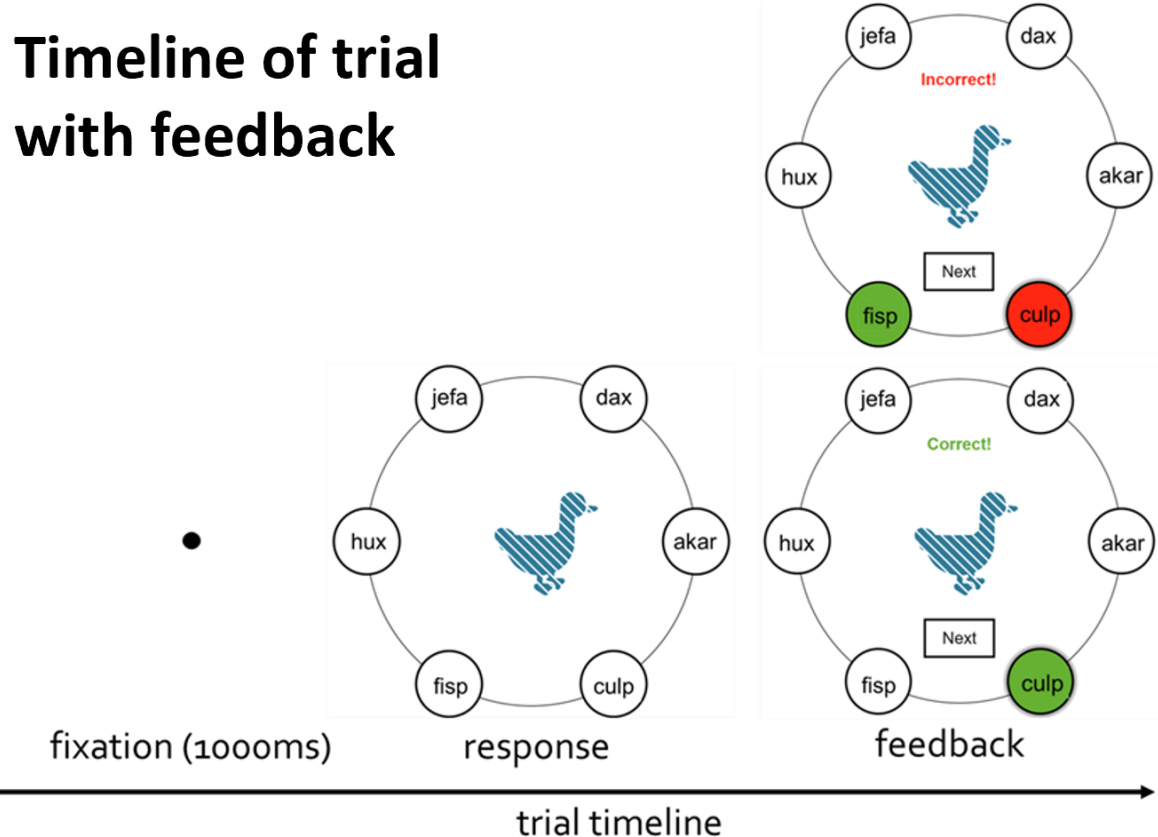 Timeline of trial
with feedback
jefa
dax
Incorrect!
hux
akar
Next
fisp
culp
jefa
dax
hux
akar
fisp
culp
jefa
dax
Correct!
hux
akar
Next
fisp
culp
fixation (1000ms)
response
feedback
trial timeline